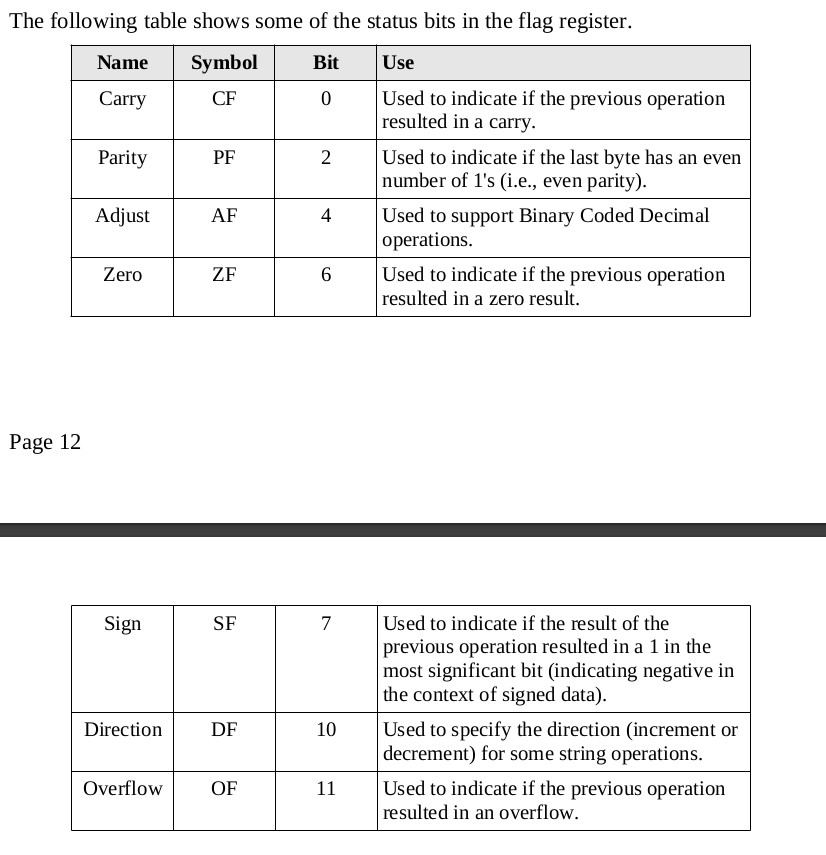 The following table shows some of the status bits in the flag register.
Name Symbol Bit Use
Carry CF 0 Used to indicate if the previous operation
resulted in a carry.
Parity PF 2 Used to indicate if the last byte has an even
number of 1's (i.e., even parity).
Adjust AF 4 Used to support Binary Coded Decimal
operations.
Zero ZF 6 Used to indicate if the previous operation
resulted in a zero result.
Page 12
Sign SF 7 Used to indicate if the result of the
previous operation resulted in a 1 in the
most significant bit (indicating negative in
the context of signed data).
Direction DF 10 Used to specify the direction (increment or
decrement) for some string operations.
Overflow OF 11 Used to indicate if the previous operation
resulted in an overflow.